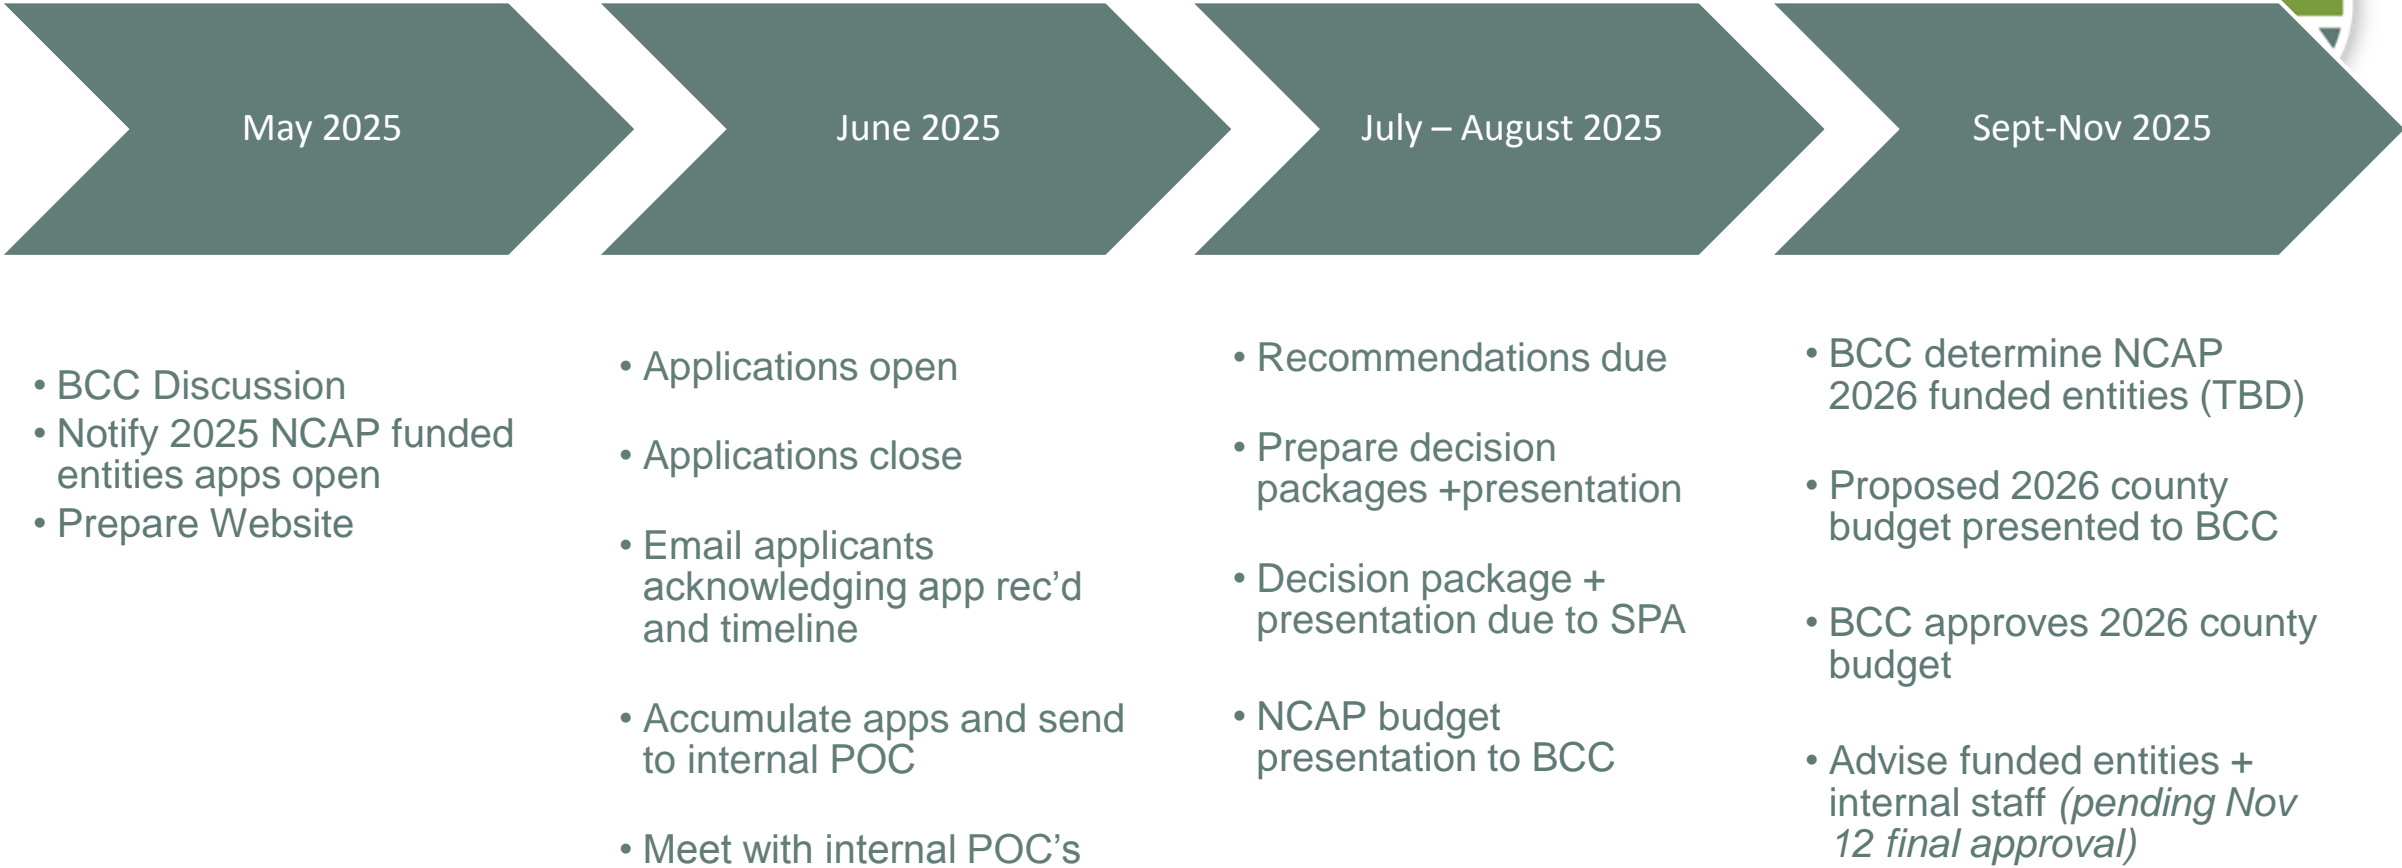 May 2025
June 2025
July – August 2025
Sept-Nov 2025
• BCC Discussion
• Notify 2025 NCAP funded
entities apps open
• Prepare Website
• Applications open
• Applications close
• Email applicants
acknowledging app rec’d
and timeline
• Accumulate apps and send
to internal POC
• Meet with internal POC’s
• Recommendations due
• Prepare decision
packages +presentation
• Decision package +
presentation due to SPA
• NCAP budget
presentation to BCC
• BCC determine NCAP
2026 funded entities (TBD)
• Proposed 2026 county
budget presented to BCC
• BCC approves 2026 county
budget
• Advise funded entities +
internal staff (pending Nov
12 final approval)